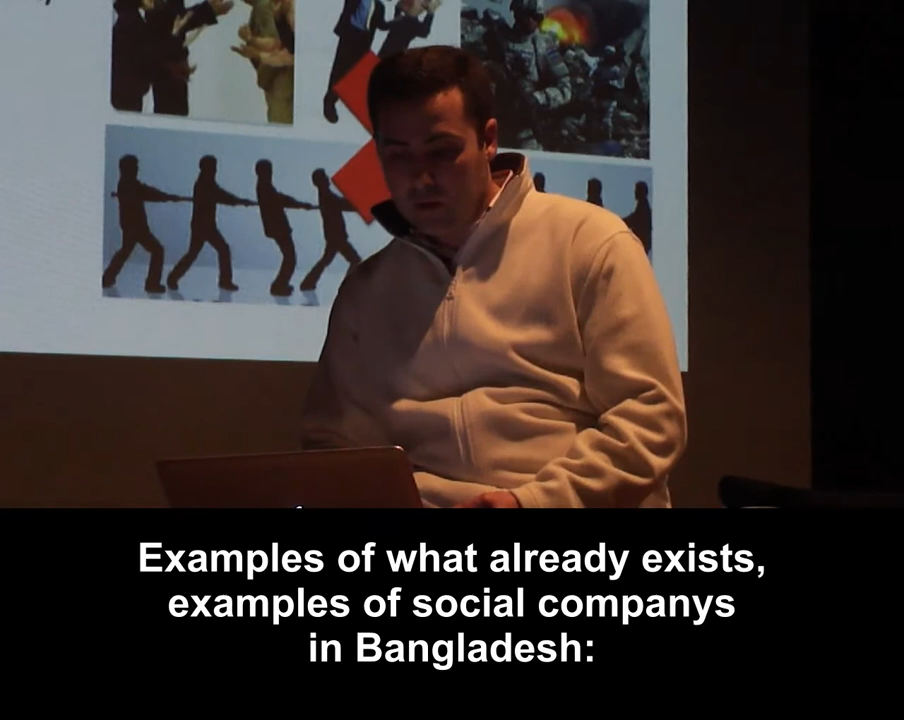 Examples of what already exists,
examples of social companys
in Bangladesh: